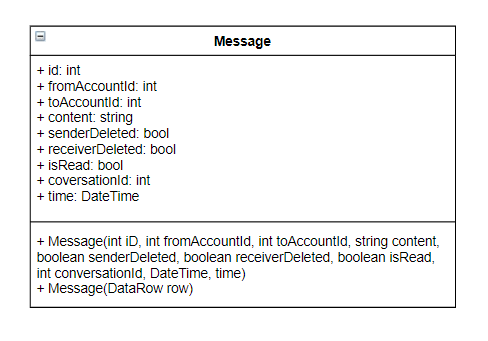 Message
+ id: int
+ fromAccountId: int
+ toAccountId: int
+ content: string
+ senderDeleted: bool
+ receiverDeleted: bool
+ isRead: bool
+ coversationId: int
+ time: DateTime
+ Message(int iD, int fromAccountId, int toAccountId, string content,
boolean senderDeleted, boolean receiverDeleted, boolean isRead,
int conversationId, DateTime, time)
+ Message(DataRow row)